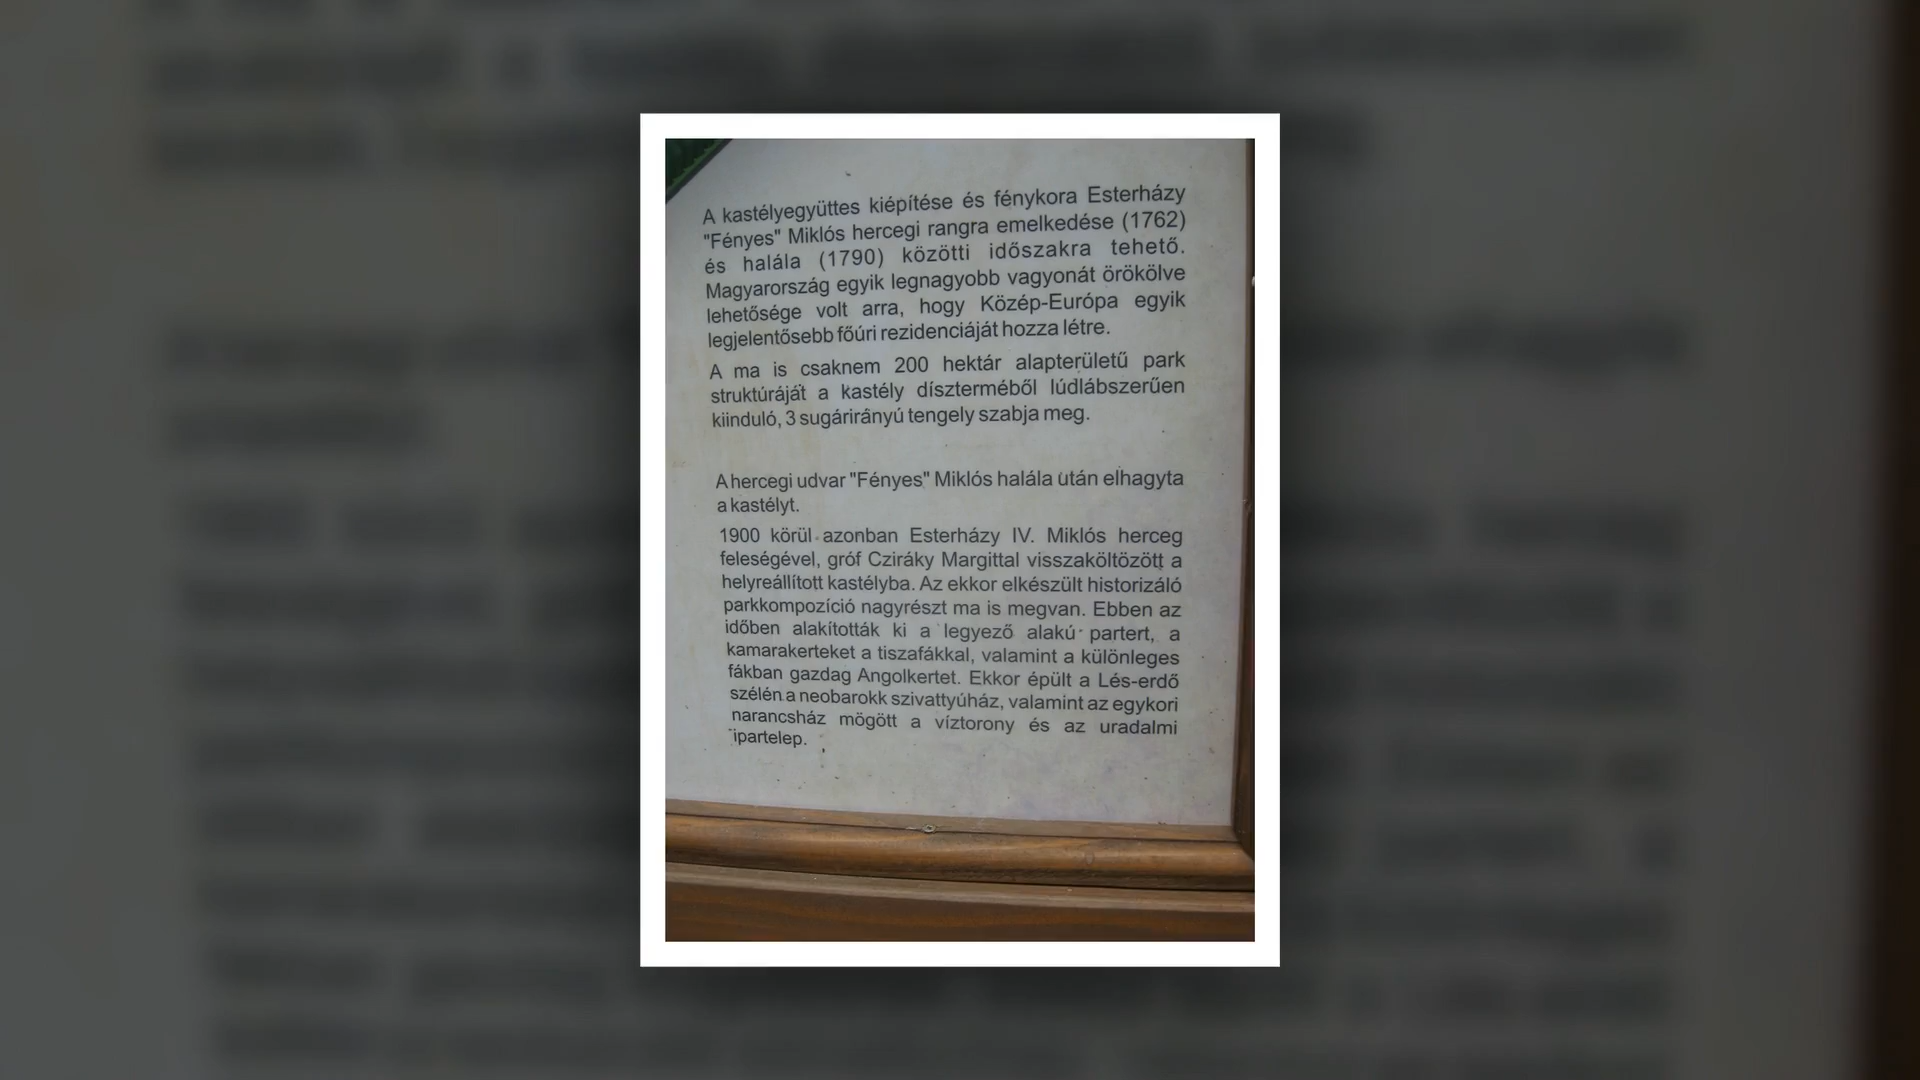 A kastélyegyüttes kiépítése és fénykora Esterházy
"Fényes" Miklós hercegi rangra emelkedése (1762)
és halála (1790) közötti időszakra tehető.
Magyarország egyik legnagyobb vagyonát örökölve
lehetősége volt arra, hogy Közép-Európa egyik
legjelentősebb főúri rezidenciáját hozza létre.
A ma is csaknem 200 hektár alapterületű park
struktúráját a kastély díszterméből lúdlábszerűen
kiinduló, 3 sugárirányú tengely szabja meg.
A hercegi udvar "Fényes" Miklós halála után elhagyta
a kastélyt.
1900 körül azonban Esterházy IV. Miklós herceg
feleségével, gróf Cziráky Margittal visszaköltözött a
helyreállított kastélyba. Az ekkor elkészült historizáló
parkkompozíció nagyrészt ma is megvan. Ebben az
időben alakították ki a legyező alakú partert, a
kamarakerteket a tiszafákkal, valamint a különleges
fákban gazdag Angolkertet. Ekkor épült a Lés-erdő
szélén a neobarokk szivattyúház, valamint az egykori
narancsház mögött a víztorony és az uradalmi
ipartelep.